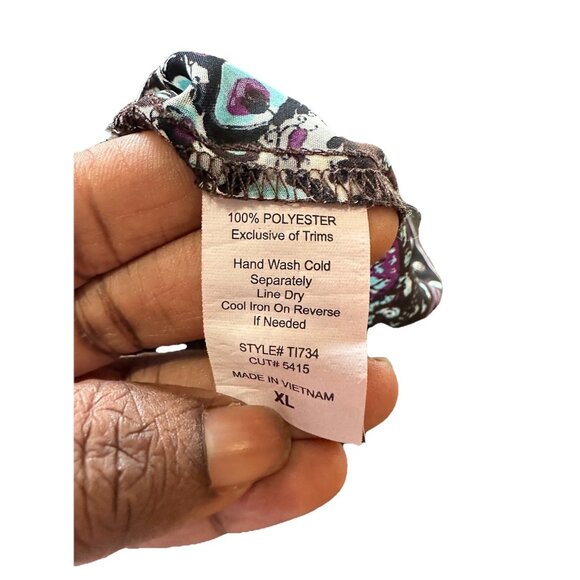 100% POLYESTER
Exclusive of Trims
Hand Wash Cold
Separately
Line Dry
Cool Iron On Reverse
If Needed
STYLE# TI734
CUT# 5415
MADE IN VIETNAM
XL